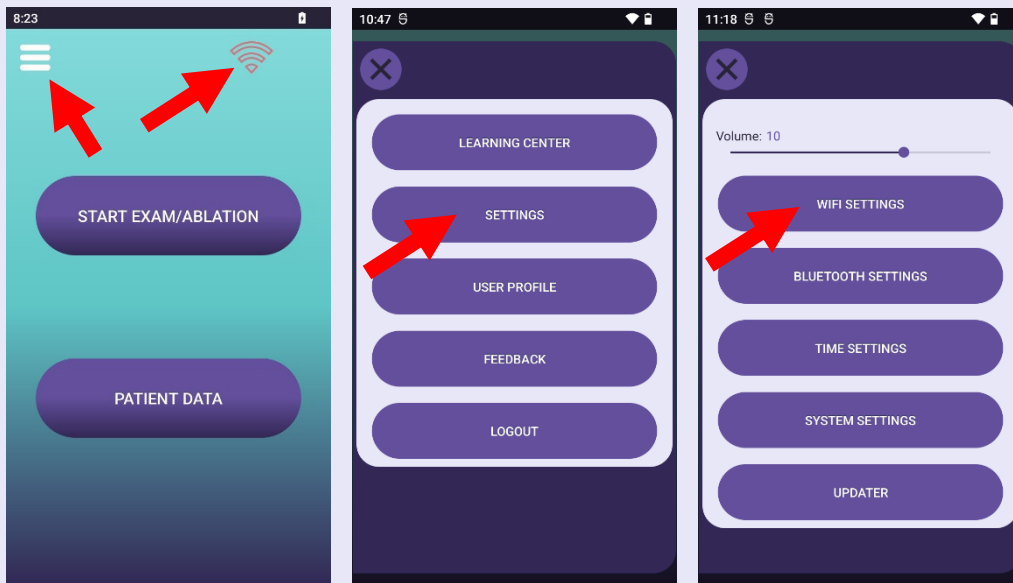 8:23
START EXAM/ABLATION
PATIENT DATA
10:47
LEARNING CENTER
SETTINGS
USER PROFILE
FEEDBACK
LOGOUT
11:18
Volume: 10
WIFI SETTINGS
BLUETOOTH SETTINGS
TIME SETTINGS
SYSTEM SETTINGS
UPDATER